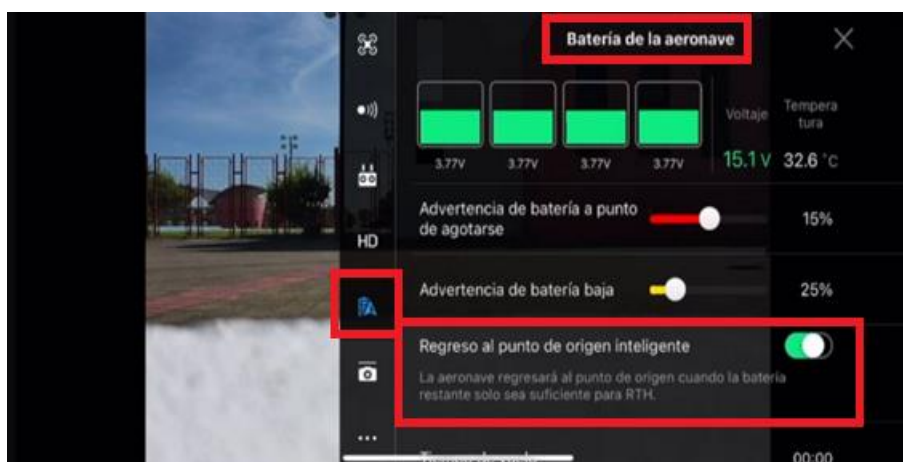 Batería de la aeronave
Voltaje
Tempera
tura
3.77V 3.77V 3.77V 3.77V 15.1 V 32.6 °C
Advertencia de batería a punto
de agotarse
15%
HD
Advertencia de batería baja
25%
Regreso al punto de origen inteligente
La aeronave regresará al punto de origen cuando la batería
restante solo sea suficiente para RTH.
00:00